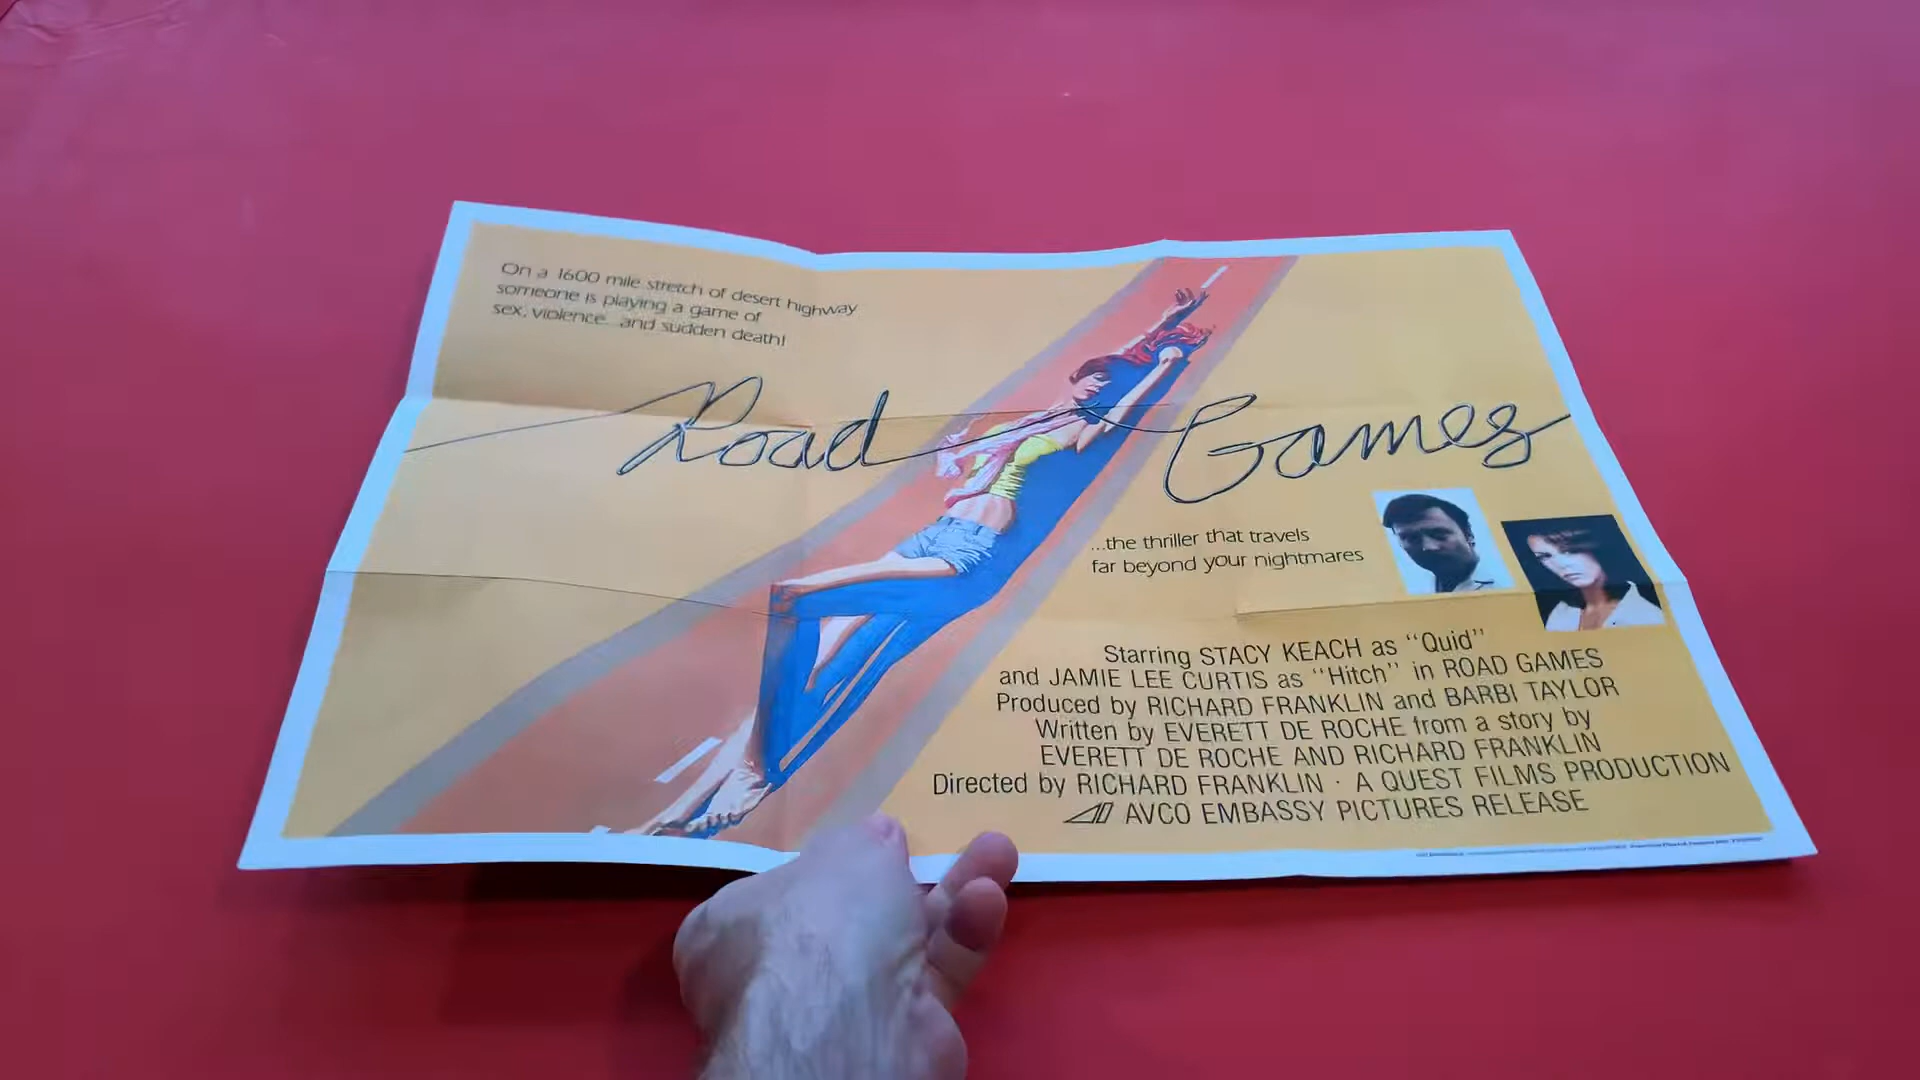 On a 1600 mile stretch of desert highway
someone is playing a game of
sex, violence...and sudden death!
Road Games
...the thriller that travels
far beyond your nightmares
Starring STACY KEACH as "Quid"
and JAMIE LEE CURTIS as "Hitch" in ROAD GAMES
Produced by RICHARD FRANKLIN and BARBI TAYLOR
Written by EVERETT DE ROCHE from a story by
EVERETT DE ROCHE AND RICHARD FRANKLIN
Directed by RICHARD FRANKLIN · A QUEST FILMS PRODUCTION
AVCO EMBASSY PICTURES RELEASE